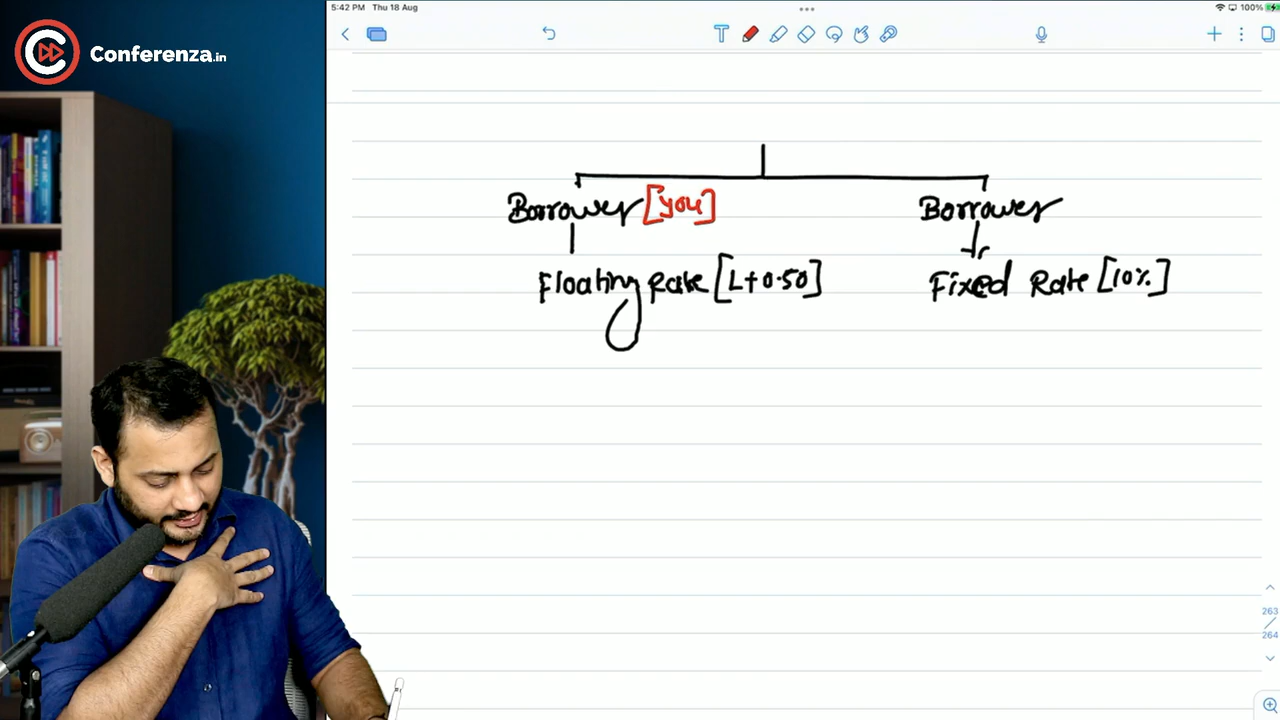 5:42 PM Thu 18 Aug
100%
Conferenza.in
Borrower [you]
Borrower
Floating Rate [L+0.50]
Fixed Rate [10%]
263
264